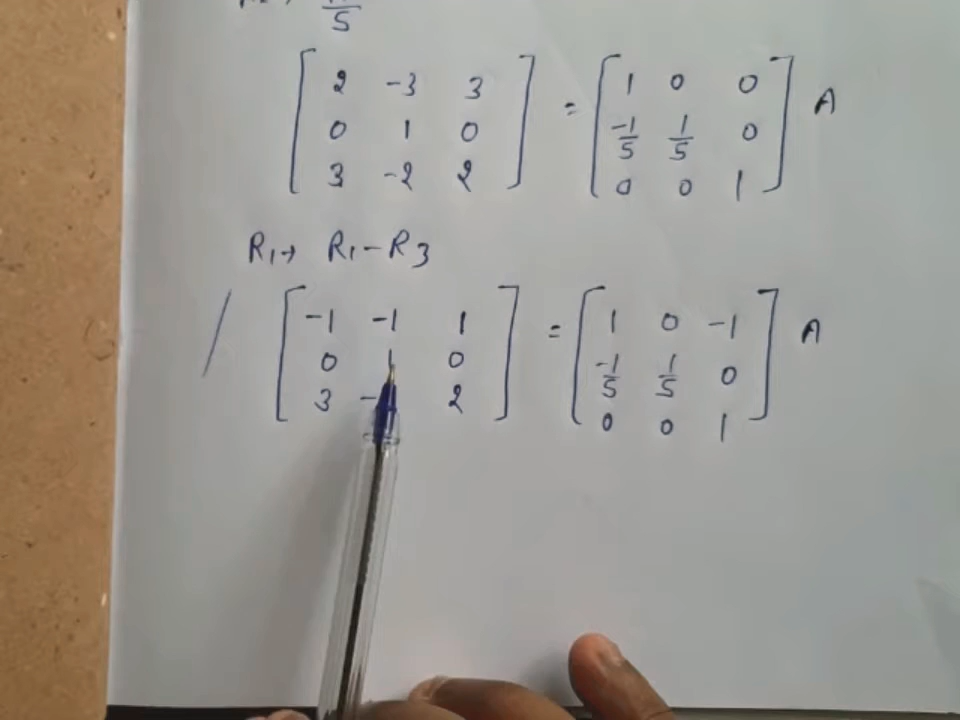 5
[ 2 -3 3 ] = [ 1 0 0 ] A
[ 0 1 0 ] [ -1/5 1/5 0 ]
[ 3 -2 2 ] [ 0 0 1 ]
R₁→ R₁-R₃
/ [ -1 -1 1 ] = [ 1 0 -1 ] A
[ 0 1 0 ] [ -1/5 1/5 0 ]
[ 3 - 2 ] [ 0 0 1 ]